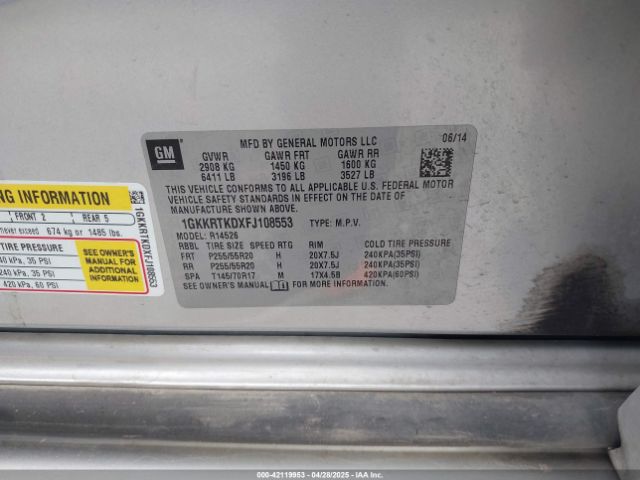 GM
MFD BY GENERAL MOTORS LLC
06/14
GVWR GAWR FRT GAWR RR
2908 KG 1450 KG 1600 KG
6411 LB 3196 LB 3527 LB
THIS VEHICLE CONFORMS TO ALL APPLICABLE U.S. FEDERAL MOTOR
VEHICLE SAFETY STANDARDS IN EFFECT ON THE DATE OF
MANUFACTURE SHOWN ABOVE.
1GKKRTKDXFJ108553 TYPE: M.P.V.
MODEL: R14526
RBBL TIRE SIZE SPEED RTG RIM COLD TIRE PRESSURE
FRT P255/55R20 H 20X7.5J 240KPA(35PSI)
RR P255/55R20 H 20X7.5J 240KPA(35PSI)
SPA T145/70R17 M 17X4.5B 420KPA(60PSI)
SEE OWNER'S MANUAL FOR MORE INFORMATION.
NG INFORMATION
FRONT 2 REAR 5
never exceed 674 kg or 1485 lbs.
TIRE PRESSURE
40 kPa, 35 PSI
240 kPa, 35 PSI
420 kPa, 60 PSI
SEE OWNER'S
MANUAL FOR
ADDITIONAL
INFORMATION
1GKKRTKDXFJ108553
000-42119953 04/28/2025 IAAI.com